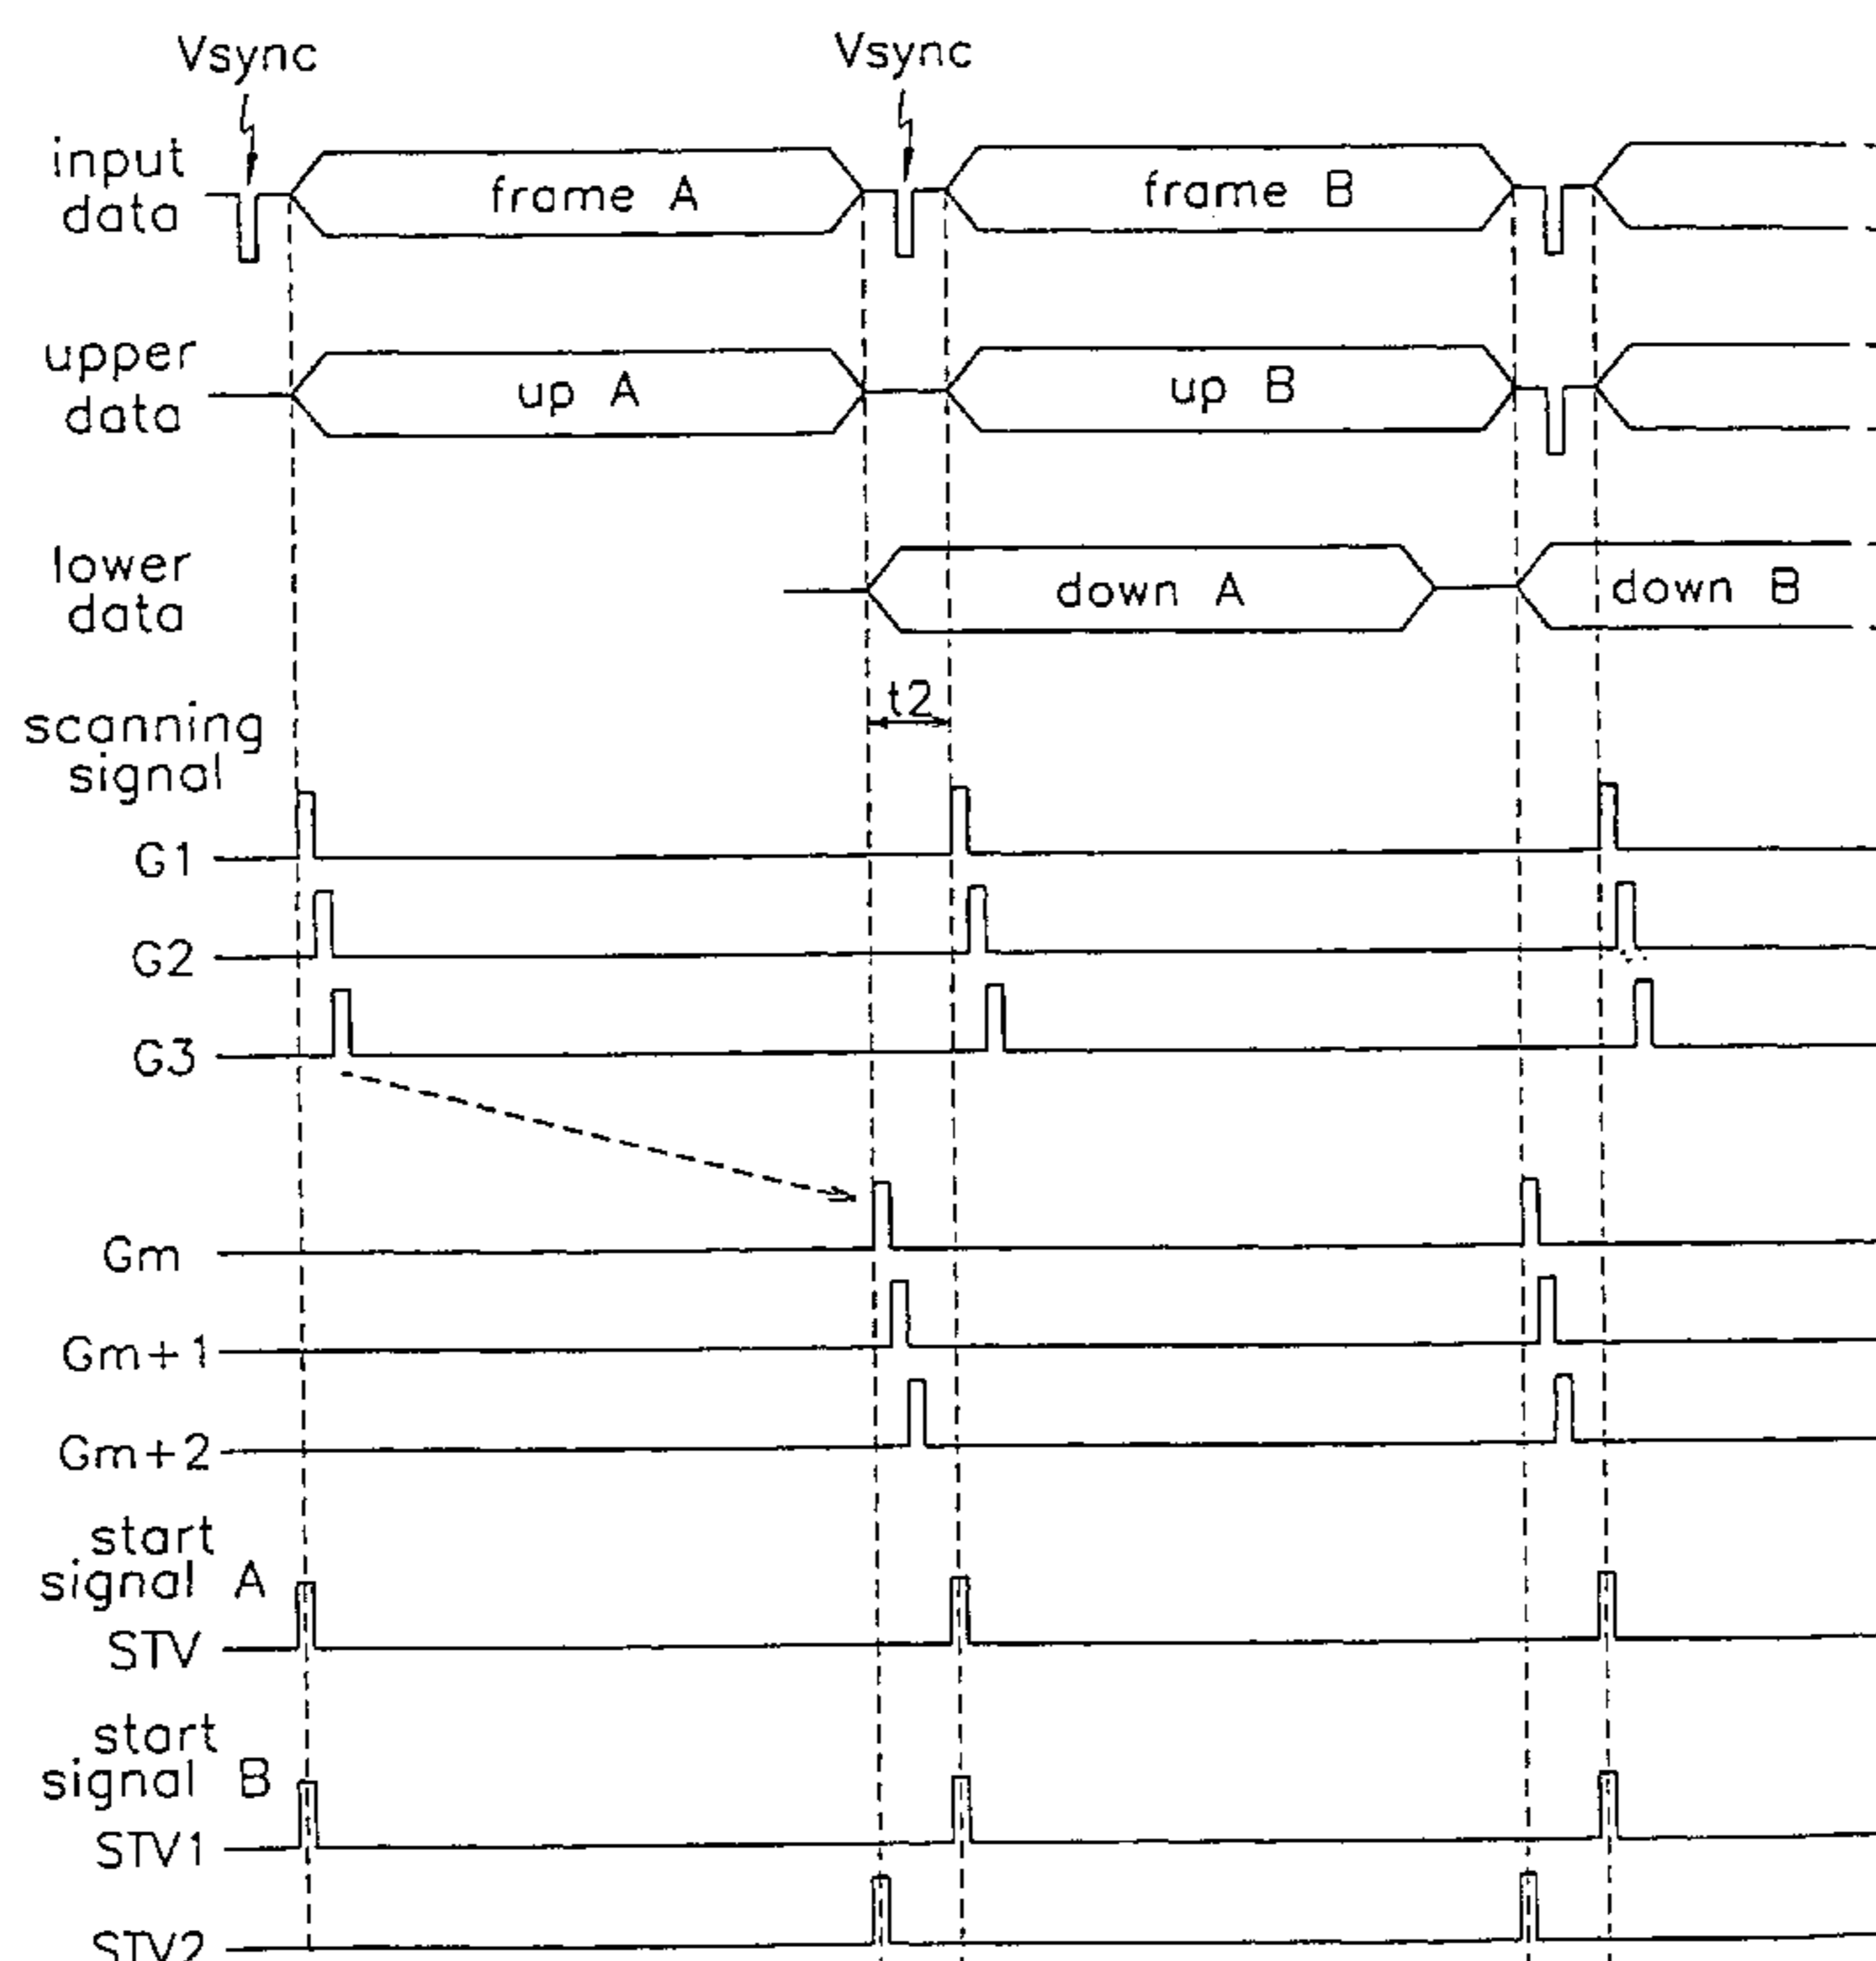 Vsync
Vsync
input
data
frame A
frame B
upper
data
up A
up B
lower
data
down A
down B
t2
scanning
signal
G1
G2
G3
Gm
Gm+1
Gm+2
start
signal A
STV
start
signal B
STV1
STV2